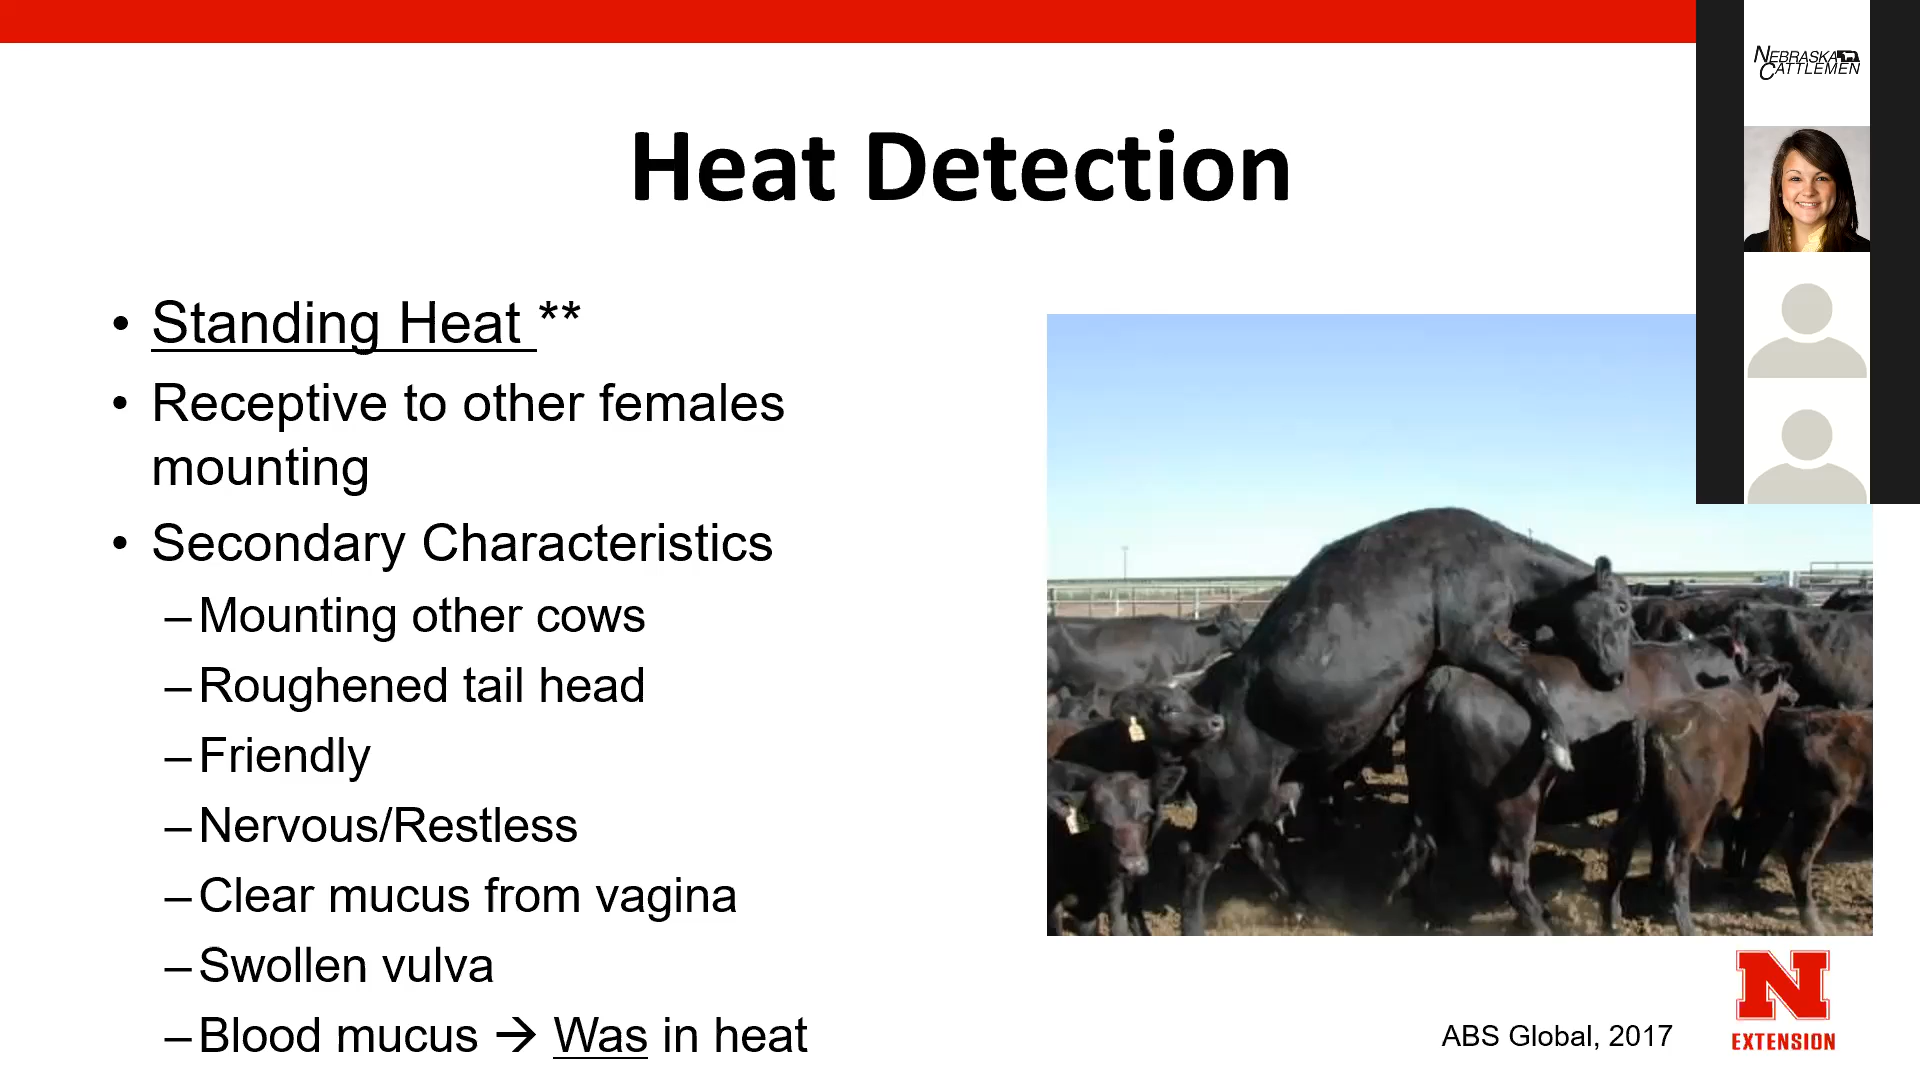 NEBRASKA
CATTLEMEN
Heat Detection
• Standing Heat **
• Receptive to other females
mounting
• Secondary Characteristics
– Mounting other cows
– Roughened tail head
– Friendly
– Nervous/Restless
– Clear mucus from vagina
– Swollen vulva
– Blood mucus → Was in heat
ABS Global, 2017
N
EXTENSION